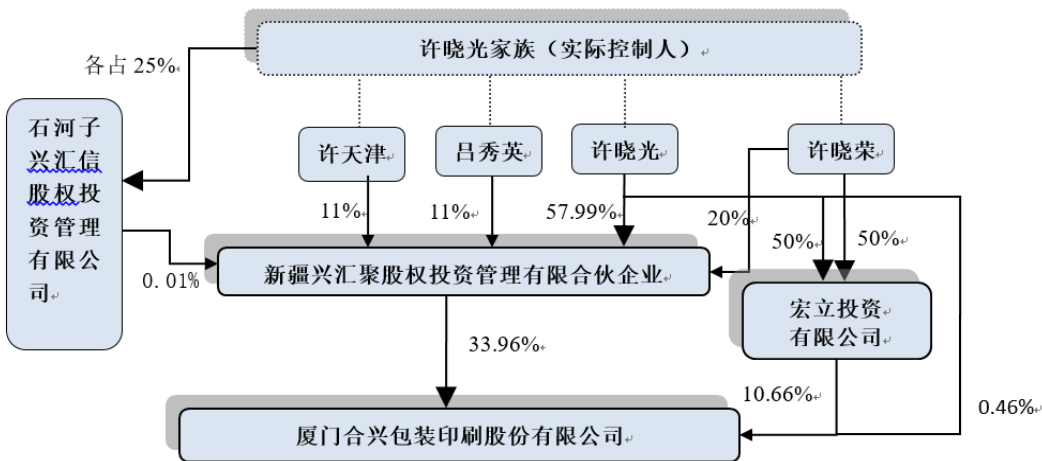 许晓光家族（实际控制人）
各占 25%
石河子
兴汇信
股权投
资管理
有限公
司
许天津
吕秀英
许晓光
许晓荣
11%
11%
57.99%
20%
50%
50%
0.01%
新疆兴汇聚股权投资管理有限合伙企业
宏立投资
有限公司
33.96%
10.66%
0.46%
厦门合兴包装印刷股份有限公司